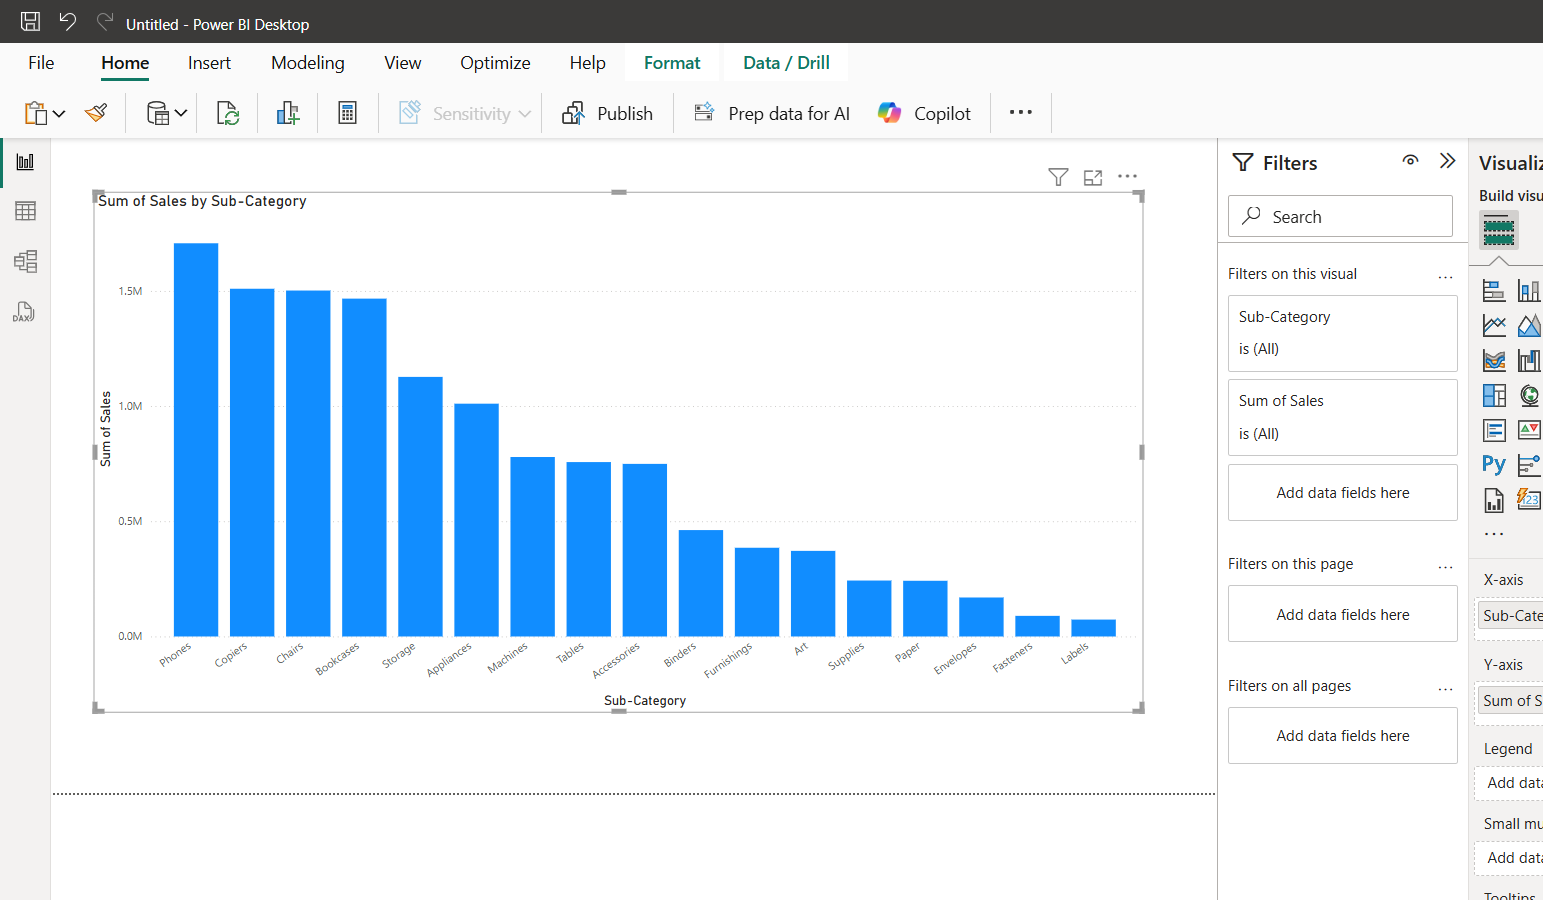 Untitled - Power BI Desktop
File Home Insert Modeling View Optimize Help Format Data / Drill
Sensitivity Publish Prep data for AI Copilot
Sum of Sales by Sub-Category
1.5M
1.0M
0.5M
0.0M
Sum of Sales
Phones Copiers Chairs Bookcases Storage Appliances Machines Tables Accessories Binders Furnishings Art Supplies Paper Envelopes Fasteners Labels
Sub-Category
DAX
Filters
Search
Filters on this visual
Sub-Category
is (All)
Sum of Sales
is (All)
Add data fields here
Filters on this page
Add data fields here
Filters on all pages
Add data fields here
Visualiz
Build visu
Py
123
X-axis
Sub-Cate
Y-axis
Sum of S
Legend
Add data
Small mu
Add data
Tooltips